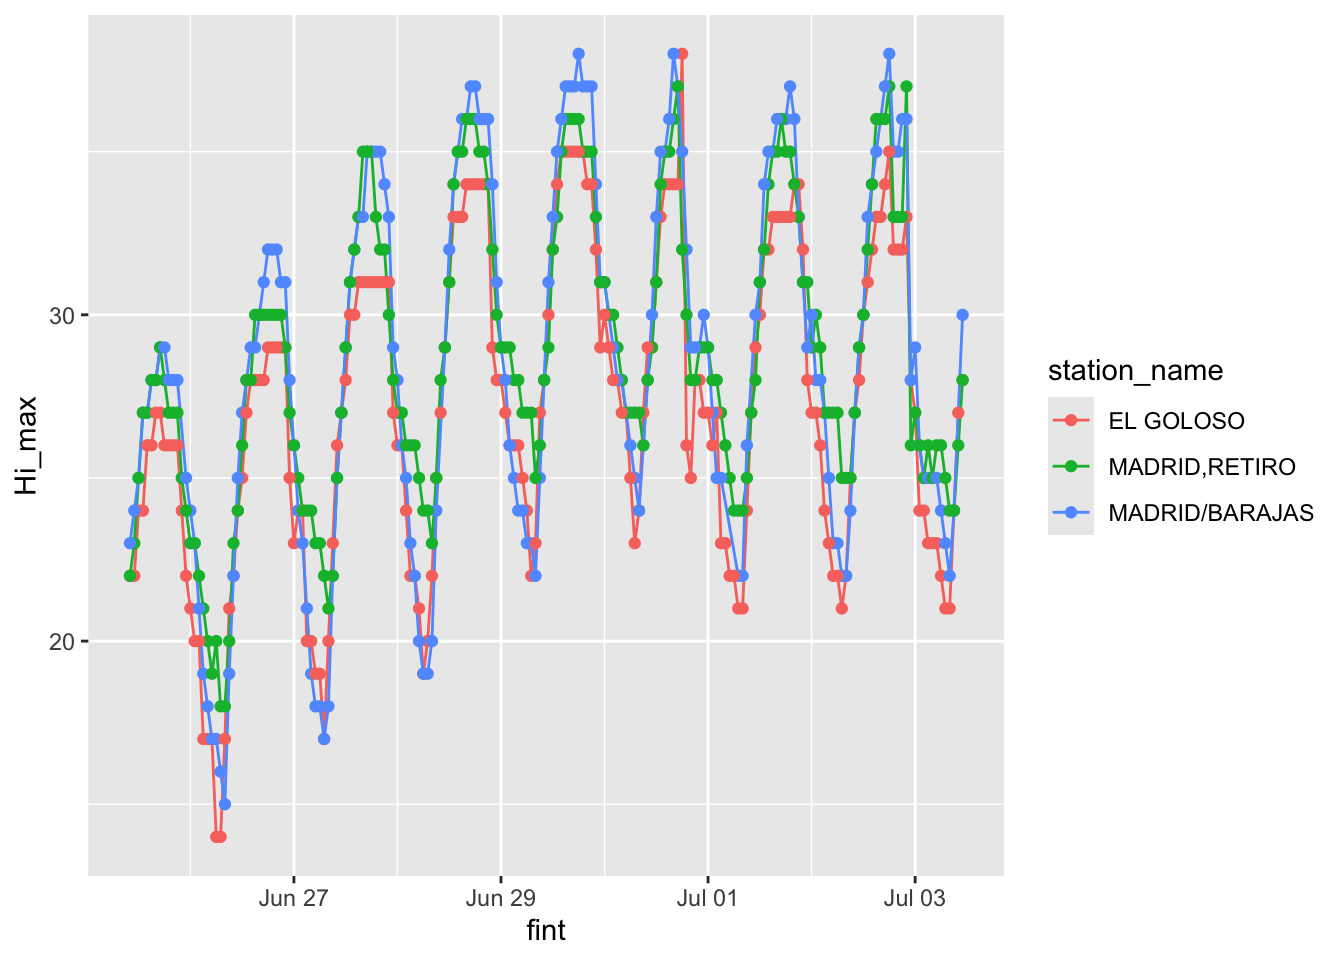 Hi_max
30
20
Jun 27
Jun 29
Jul 01
Jul 03
fint
station_name
EL GOLOSO
MADRID,RETIRO
MADRID/BARAJAS